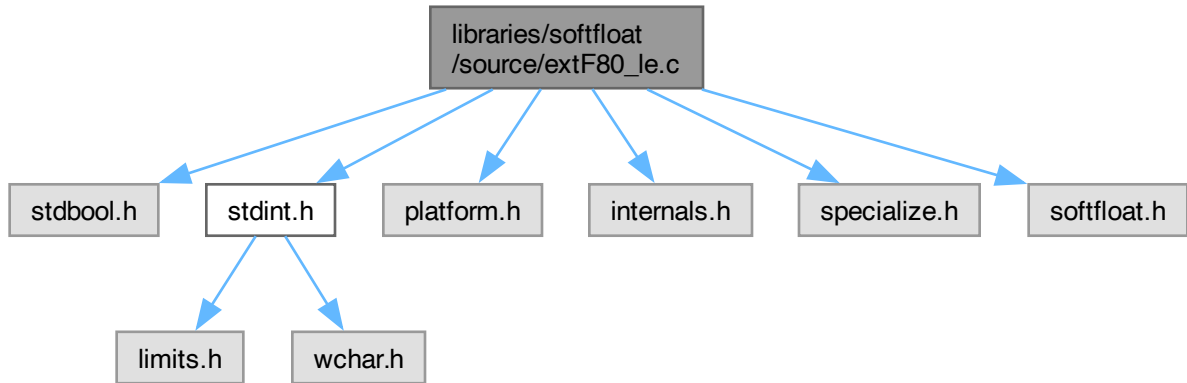 libraries/softfloat
/source/extF80_le.c
stdbool.h
stdint.h
platform.h
internals.h
specialize.h
softfloat.h
limits.h
wchar.h